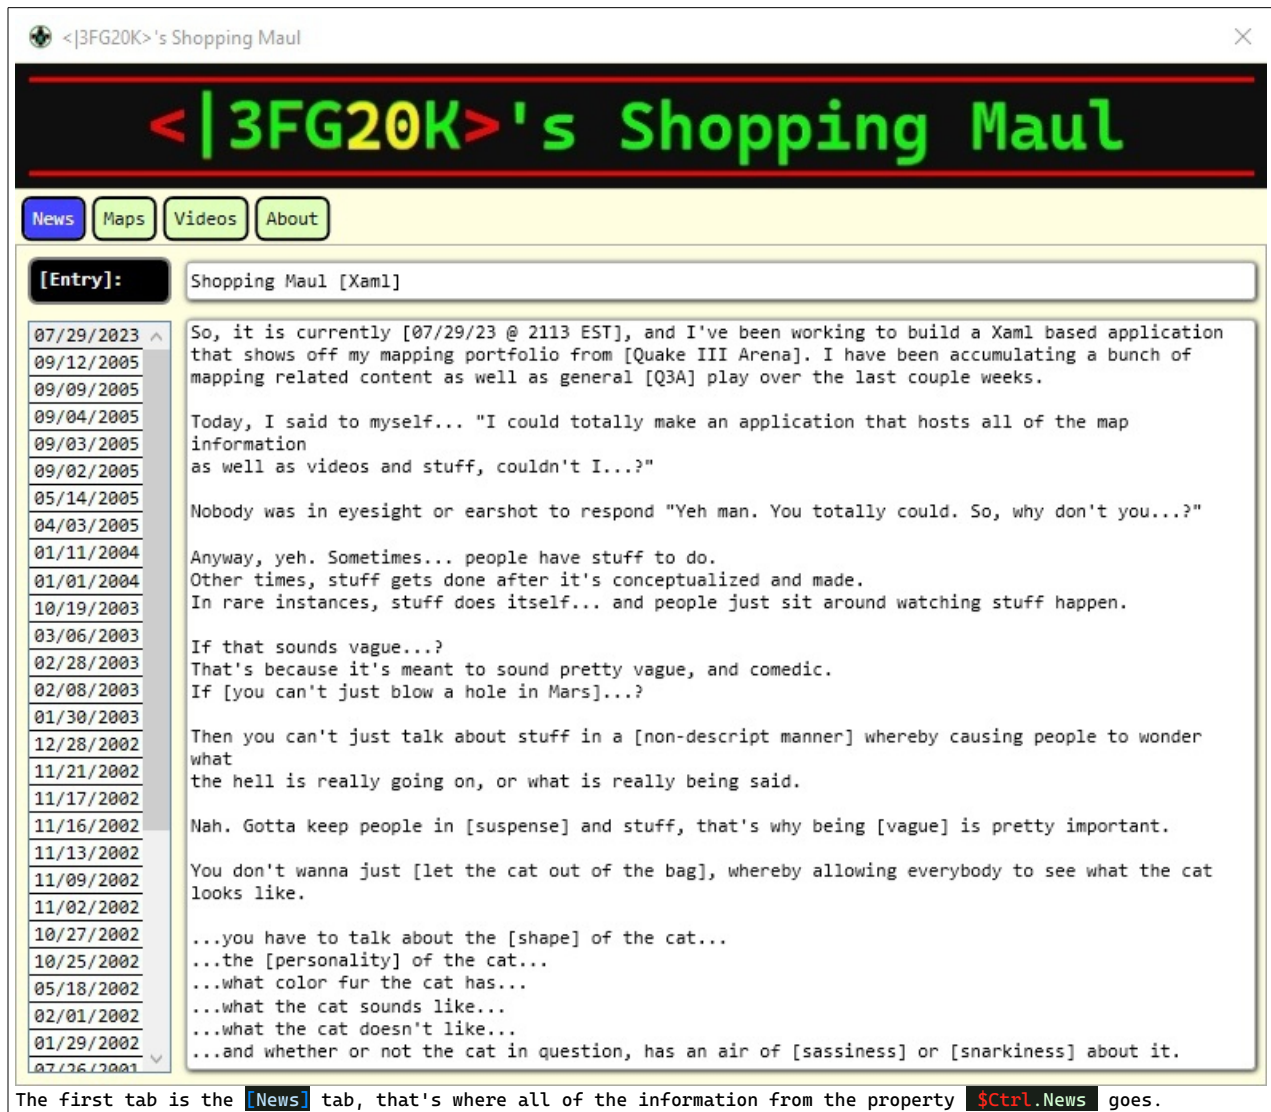 <|3FG20K>'s Shopping Maul
<|3FG20K>'s Shopping Maul
News
Maps
Videos
About
[Entry]:
Shopping Maul [Xaml]
07/29/2023
09/12/2005
09/09/2005
09/04/2005
09/03/2005
09/02/2005
05/14/2005
04/03/2005
01/11/2004
01/01/2004
10/19/2003
03/06/2003
02/28/2003
02/08/2003
01/30/2003
12/28/2002
11/21/2002
11/17/2002
11/16/2002
11/13/2002
11/09/2002
11/02/2002
10/27/2002
10/25/2002
05/18/2002
02/01/2002
01/29/2002
07/26/2001
So, it is currently [07/29/23 @ 2113 EST], and I've been working to build a Xaml based application
that shows off my mapping portfolio from [Quake III Arena]. I have been accumulating a bunch of
mapping related content as well as general [Q3A] play over the last couple weeks.
Today, I said to myself... "I could totally make an application that hosts all of the map
information
as well as videos and stuff, couldn't I...?"
Nobody was in eyesight or earshot to respond "Yeh man. You totally could. So, why don't you...?"
Anyway, yeh. Sometimes... people have stuff to do.
Other times, stuff gets done after it's conceptualized and made.
In rare instances, stuff does itself... and people just sit around watching stuff happen.
If that sounds vague...?
That's because it's meant to sound pretty vague, and comedic.
If [you can't just blow a hole in Mars]...?
Then you can't just talk about stuff in a [non-descript manner] whereby causing people to wonder
what
the hell is really going on, or what is really being said.
Nah. Gotta keep people in [suspense] and stuff, that's why being [vague] is pretty important.
You don't wanna just [let the cat out of the bag], whereby allowing everybody to see what the cat
looks like.
...you have to talk about the [shape] of the cat...
...the [personality] of the cat...
...what color fur the cat has...
...what the cat sounds like...
...what the cat doesn't like...
...and whether or not the cat in question, has an air of [sassiness] or [snarkiness] about it.
The first tab is the [News] tab, that's where all of the information from the property $Ctrl.News goes.